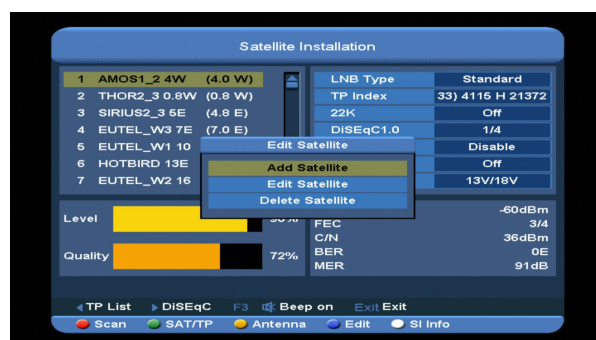 Satellite Installation
1 AMOS1_2 4W (4.0 W)
2 THOR2_3 0.8W (0.8 W)
3 SIRIUS2_3 5E (4.8 E)
4 EUTEL_W3 7E (7.0 E)
5 EUTEL_W1 10
6 HOTBIRD 13E
7 EUTEL_W2 16
LNB Type Standard
TP Index 33) 4115 H 21372
22K Off
DiSEqC1.0 1/4
Disable
Off
13V/18V
Edit Satellite
Add Satellite
Edit Satellite
Delete Satellite
Level
Quality 72%
-60dBm
FEC 3/4
C/N 36dBm
BER 0E
MER 91dB
TP List DiSEqC F3 Beep on Exit Exit
Scan SAT/TP Antenna Edit SI Info